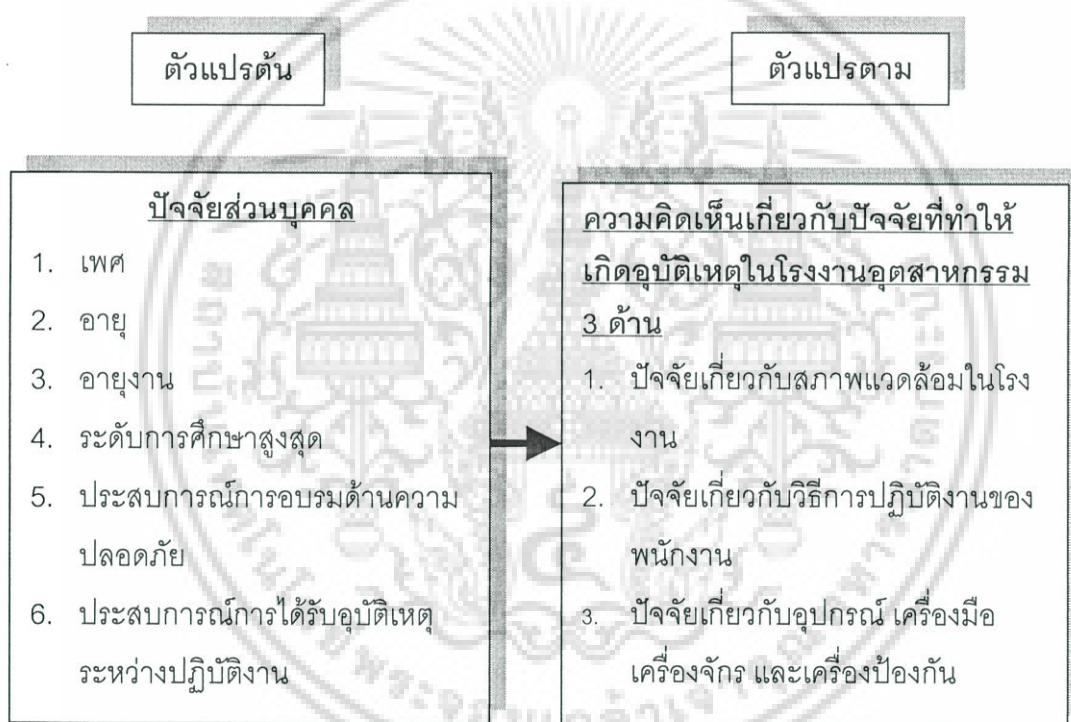 ตัวแปรต้น
ตัวแปรตาม
ปัจจัยส่วนบุคคล
1. เพศ
2. อายุ
3. อายุงาน
4. ระดับการศึกษาสูงสุด
5. ประสบการณ์การอบรมด้านความ
ปลอดภัย
6. ประสบการณ์การได้รับอุบัติเหตุ
ระหว่างปฏิบัติงาน
ความคิดเห็นเกี่ยวกับปัจจัยที่ทำให้
เกิดอุบัติเหตุในโรงงานอุตสาหกรรม
3 ด้าน
1. ปัจจัยเกี่ยวกับสภาพแวดล้อมในโรง
งาน
2. ปัจจัยเกี่ยวกับวิธีการปฏิบัติงานของ
พนักงาน
3. ปัจจัยเกี่ยวกับอุปกรณ์ เครื่องมือ
เครื่องจักร และเครื่องป้องกัน